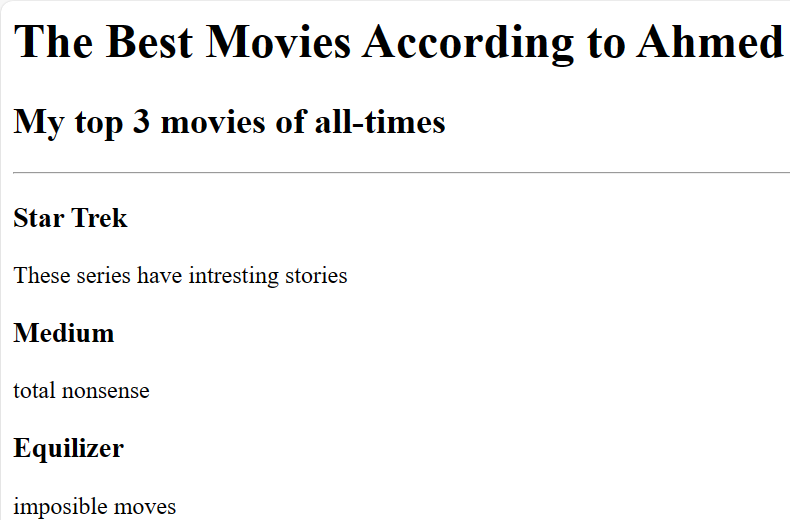 The Best Movies According to Ahmed
My top 3 movies of all-times
Star Trek
These series have intresting stories
Medium
total nonsense
Equilizer
imposible moves